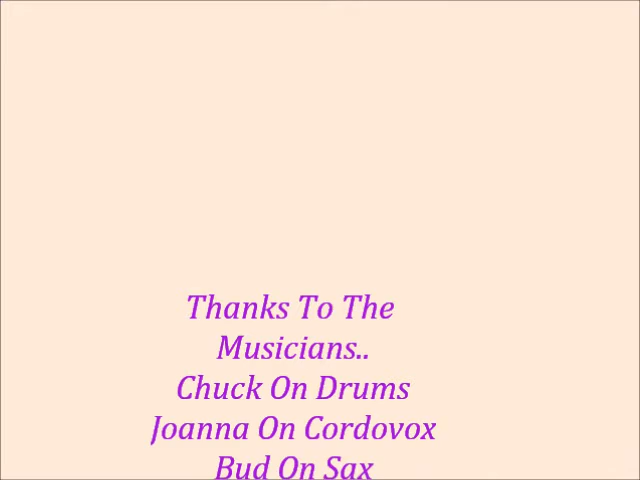 Thanks To The
Musicians..
Chuck On Drums
Joanna On Cordovox
Bud On Sax